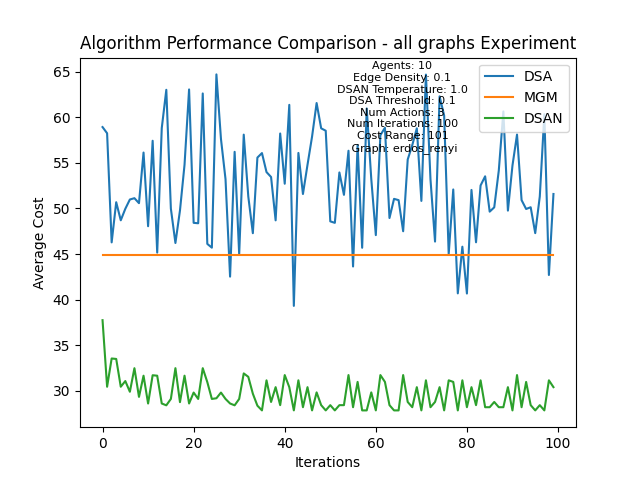 Algorithm Performance Comparison - all graphs Experiment
Agents: 10
Edge Density: 0.1
DSAN Temperature: 1.0
DSA Threshold: 0.1
Num Actions: 3
Num Iterations: 100
Cost Range: 101
Graph: erdos_renyi
DSA
MGM
DSAN
Average Cost
65
60
55
50
45
40
35
30
0 20 40 60 80 100
Iterations